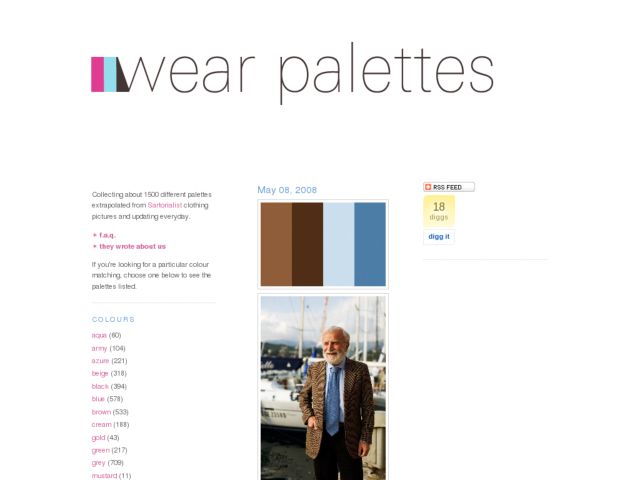 wear palettes
Collecting about 1500 different palettes
extrapolated from Sartorialist clothing
pictures and updating everyday.
+ f.a.q.
+ they wrote about us
If you're looking for a particular colour
matching, choose one below to see the
palettes listed.
COLOURS
aqua (60)
army (104)
azure (221)
beige (318)
black (394)
blue (578)
brown (533)
cream (188)
gold (43)
green (217)
grey (709)
mustard (11)
May 08, 2008
RSS FEED
18
diggs
digg it